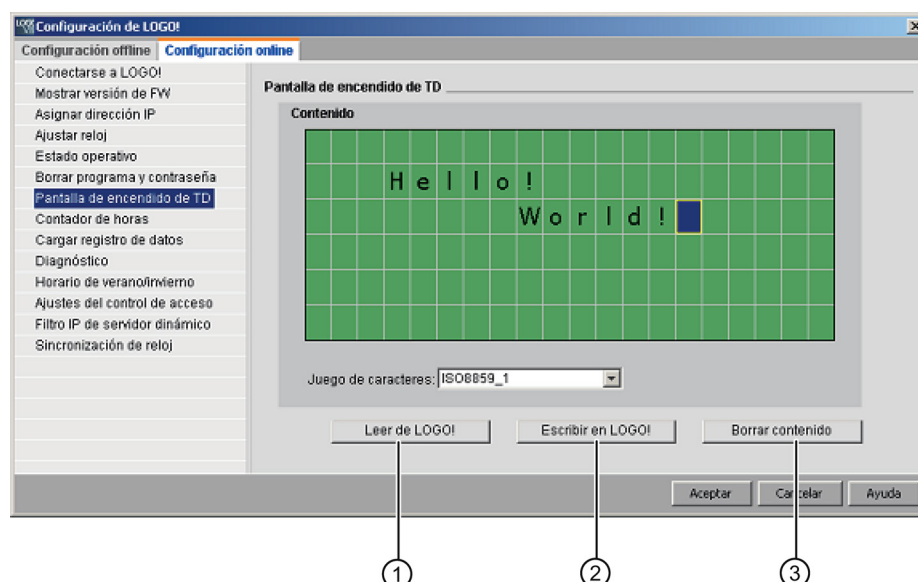 Configuración de LOGO!
Configuración offline Configuración online
Conectarse a LOGO!
Mostrar versión de FW
Asignar dirección IP
Ajustar reloj
Estado operativo
Borrar programa y contraseña
Pantalla de encendido de TD
Contador de horas
Cargar registro de datos
Diagnóstico
Horario de verano/invierno
Ajustes del control de acceso
Filtro IP de servidor dinámico
Sincronización de reloj
Pantalla de encendido de TD
Contenido
Hello!
World!
Juego de caracteres: ISO8859_1
Leer de LOGO! Escribir en LOGO! Borrar contenido
Aceptar Cancelar Ayuda
1 2 3